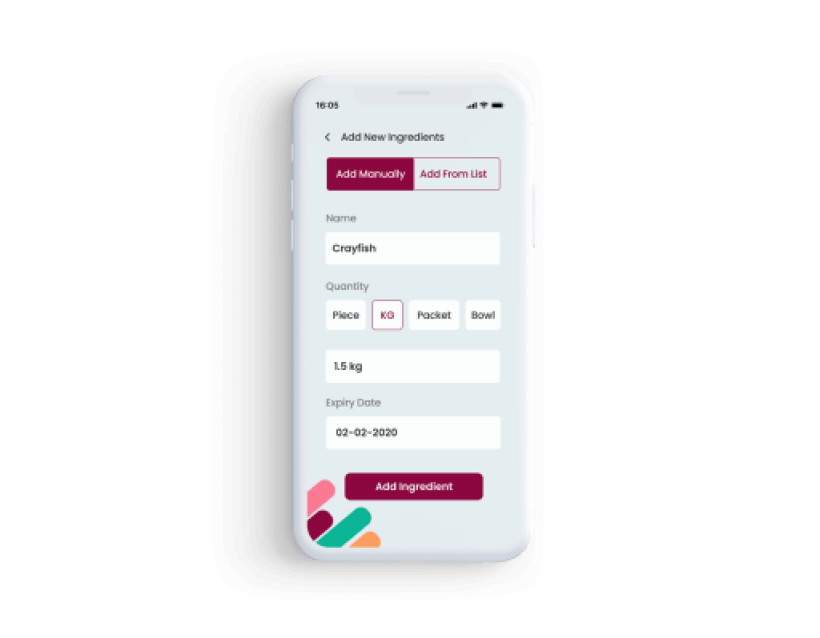 16:05
Add New Ingredients
Add Manually Add From List
Name
Crayfish
Quantity
Piece KG Packet Bowl
1.5 kg
Expiry Date
02-02-2020
Add Ingredient